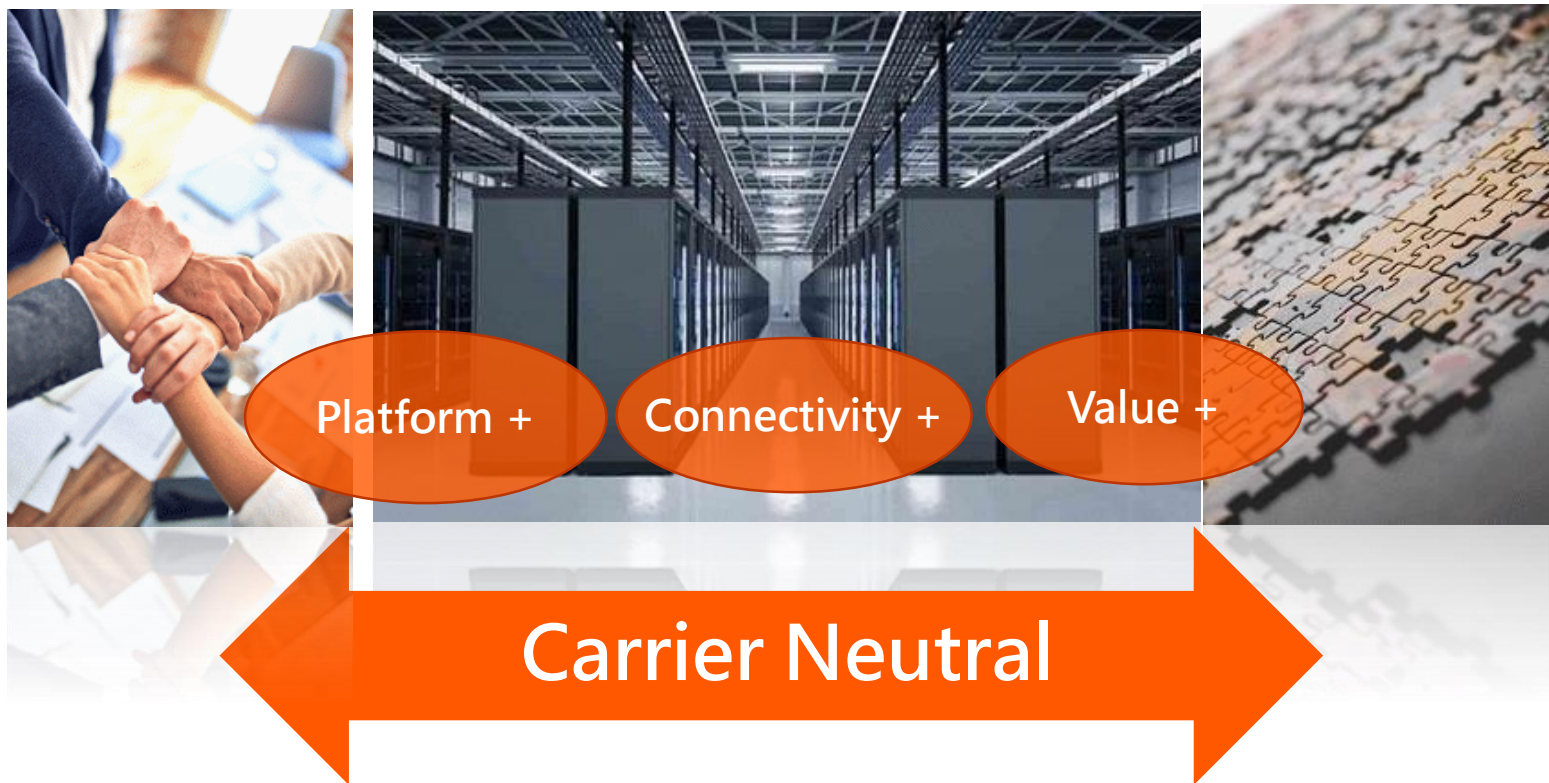 Platform +
Connectivity +
Value +
Carrier Neutral